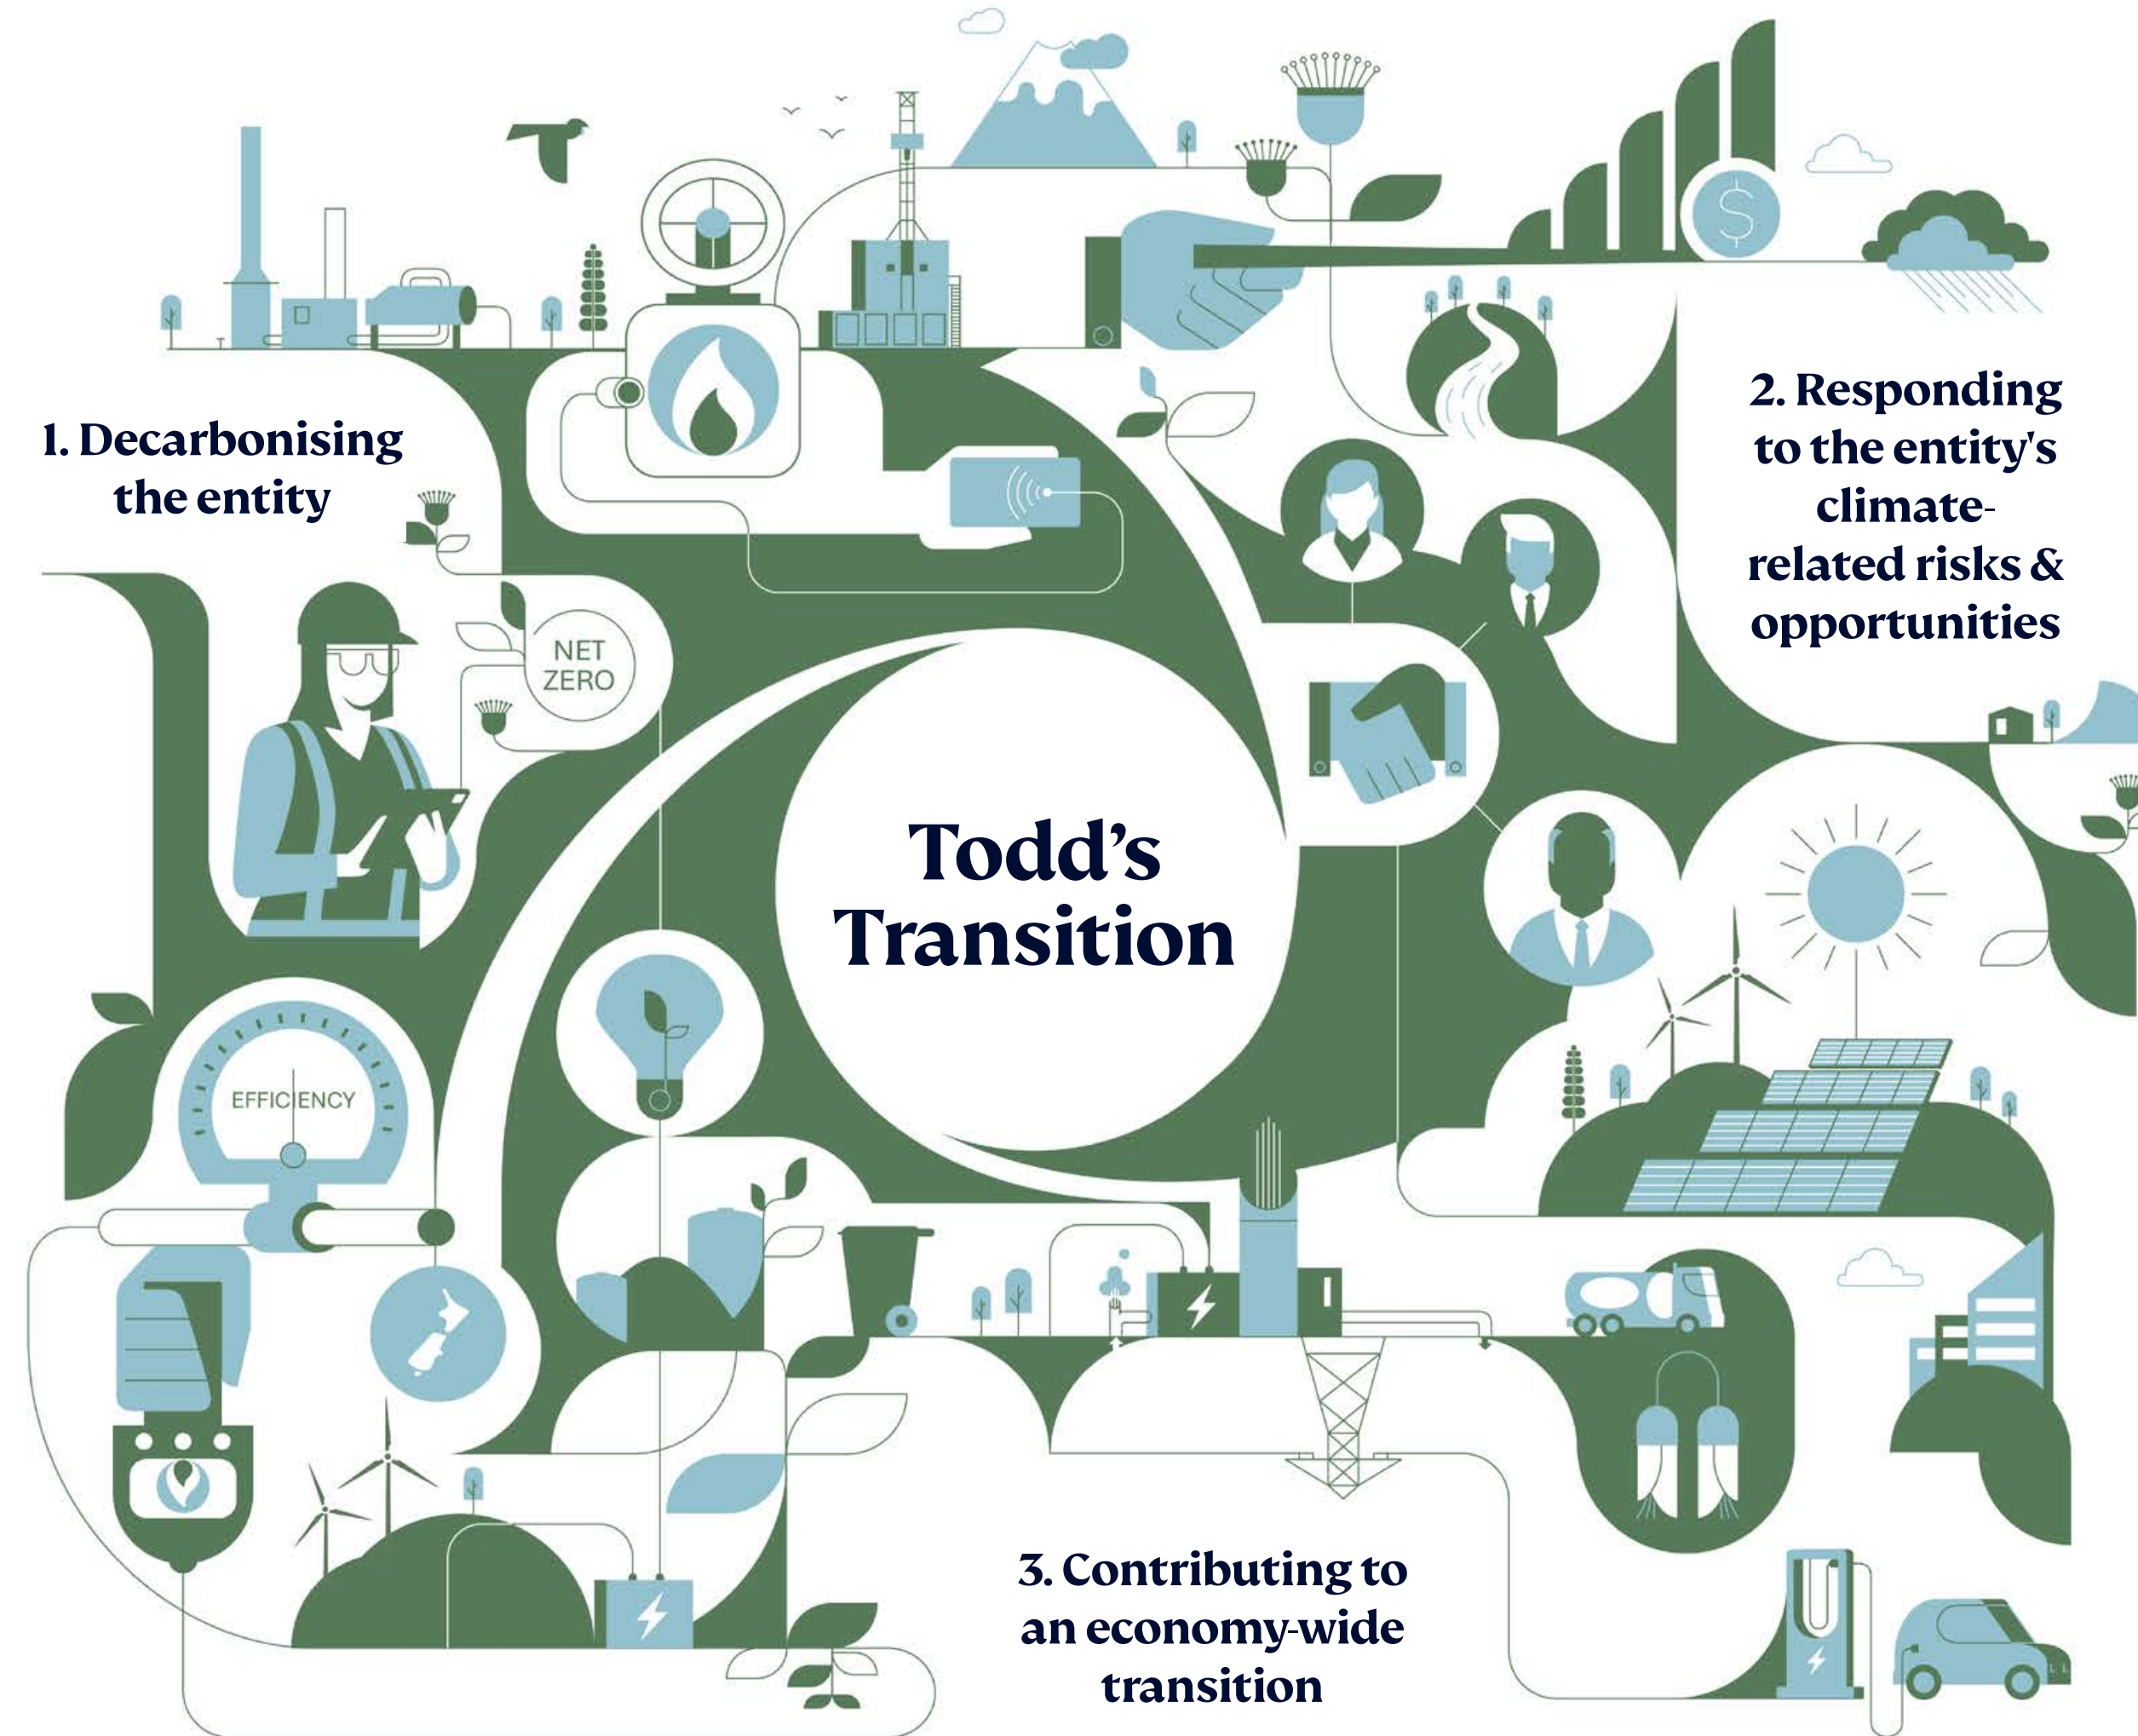 1. Decarbonising
the entity
2. Responding
to the entity's
climate-
related risks &
opportunities
NET
ZERO
Todd’s
Transition
EFFICIENCY
$
3. Contributing to
an economy-wide
transition